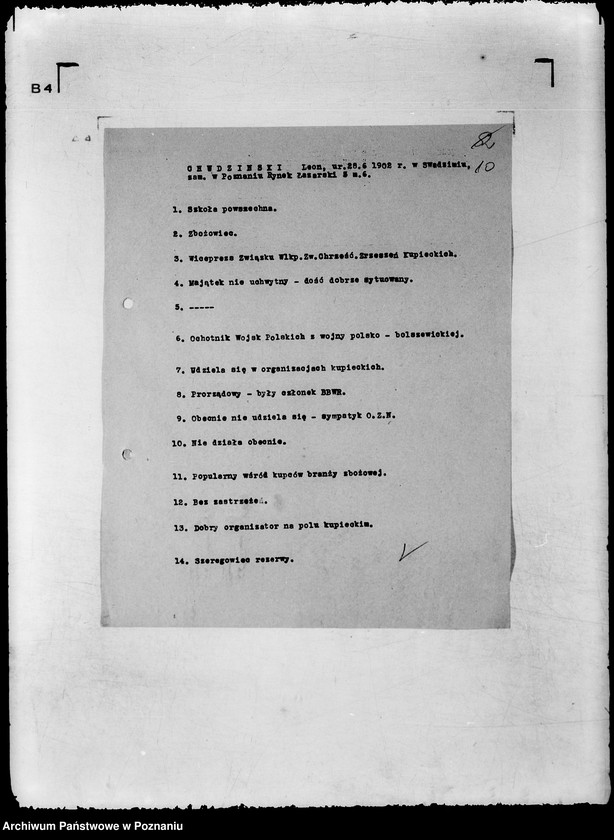 B4
10
C H U D Z I N S K I Leon, ur.28.6 1902 r. w Swadzimiu,
zam. w Poznaniu Rynek Łazarski 5 m.6.
1. Szkoła powszechna.
2. Zbożowiec.
3. Wiceprezs Związku Wlkp.Zw.Chrześć.Zrzeszeń Kupieckich.
4. Majątek nie uchwytny - dość dobrze sytuowany.
5. -----
6. Ochotnik Wojsk Polskich z wojny polsko - bolszewickiej.
7. Udziela się w organizacjach kupieckich.
8. Prorządowy - były członek BBWR.
9. Obecnie nie udziela się - sympatyk O.Z.N.
10. Nie działa obecnie.
11. Popularny wśród kupców branży zbożowej.
12. Bez zastrzeżeń.
13. Dobry organizator na polu kupieckim.
14. Szeregowiec rezerwy.
Archiwum Państwowe w Poznaniu